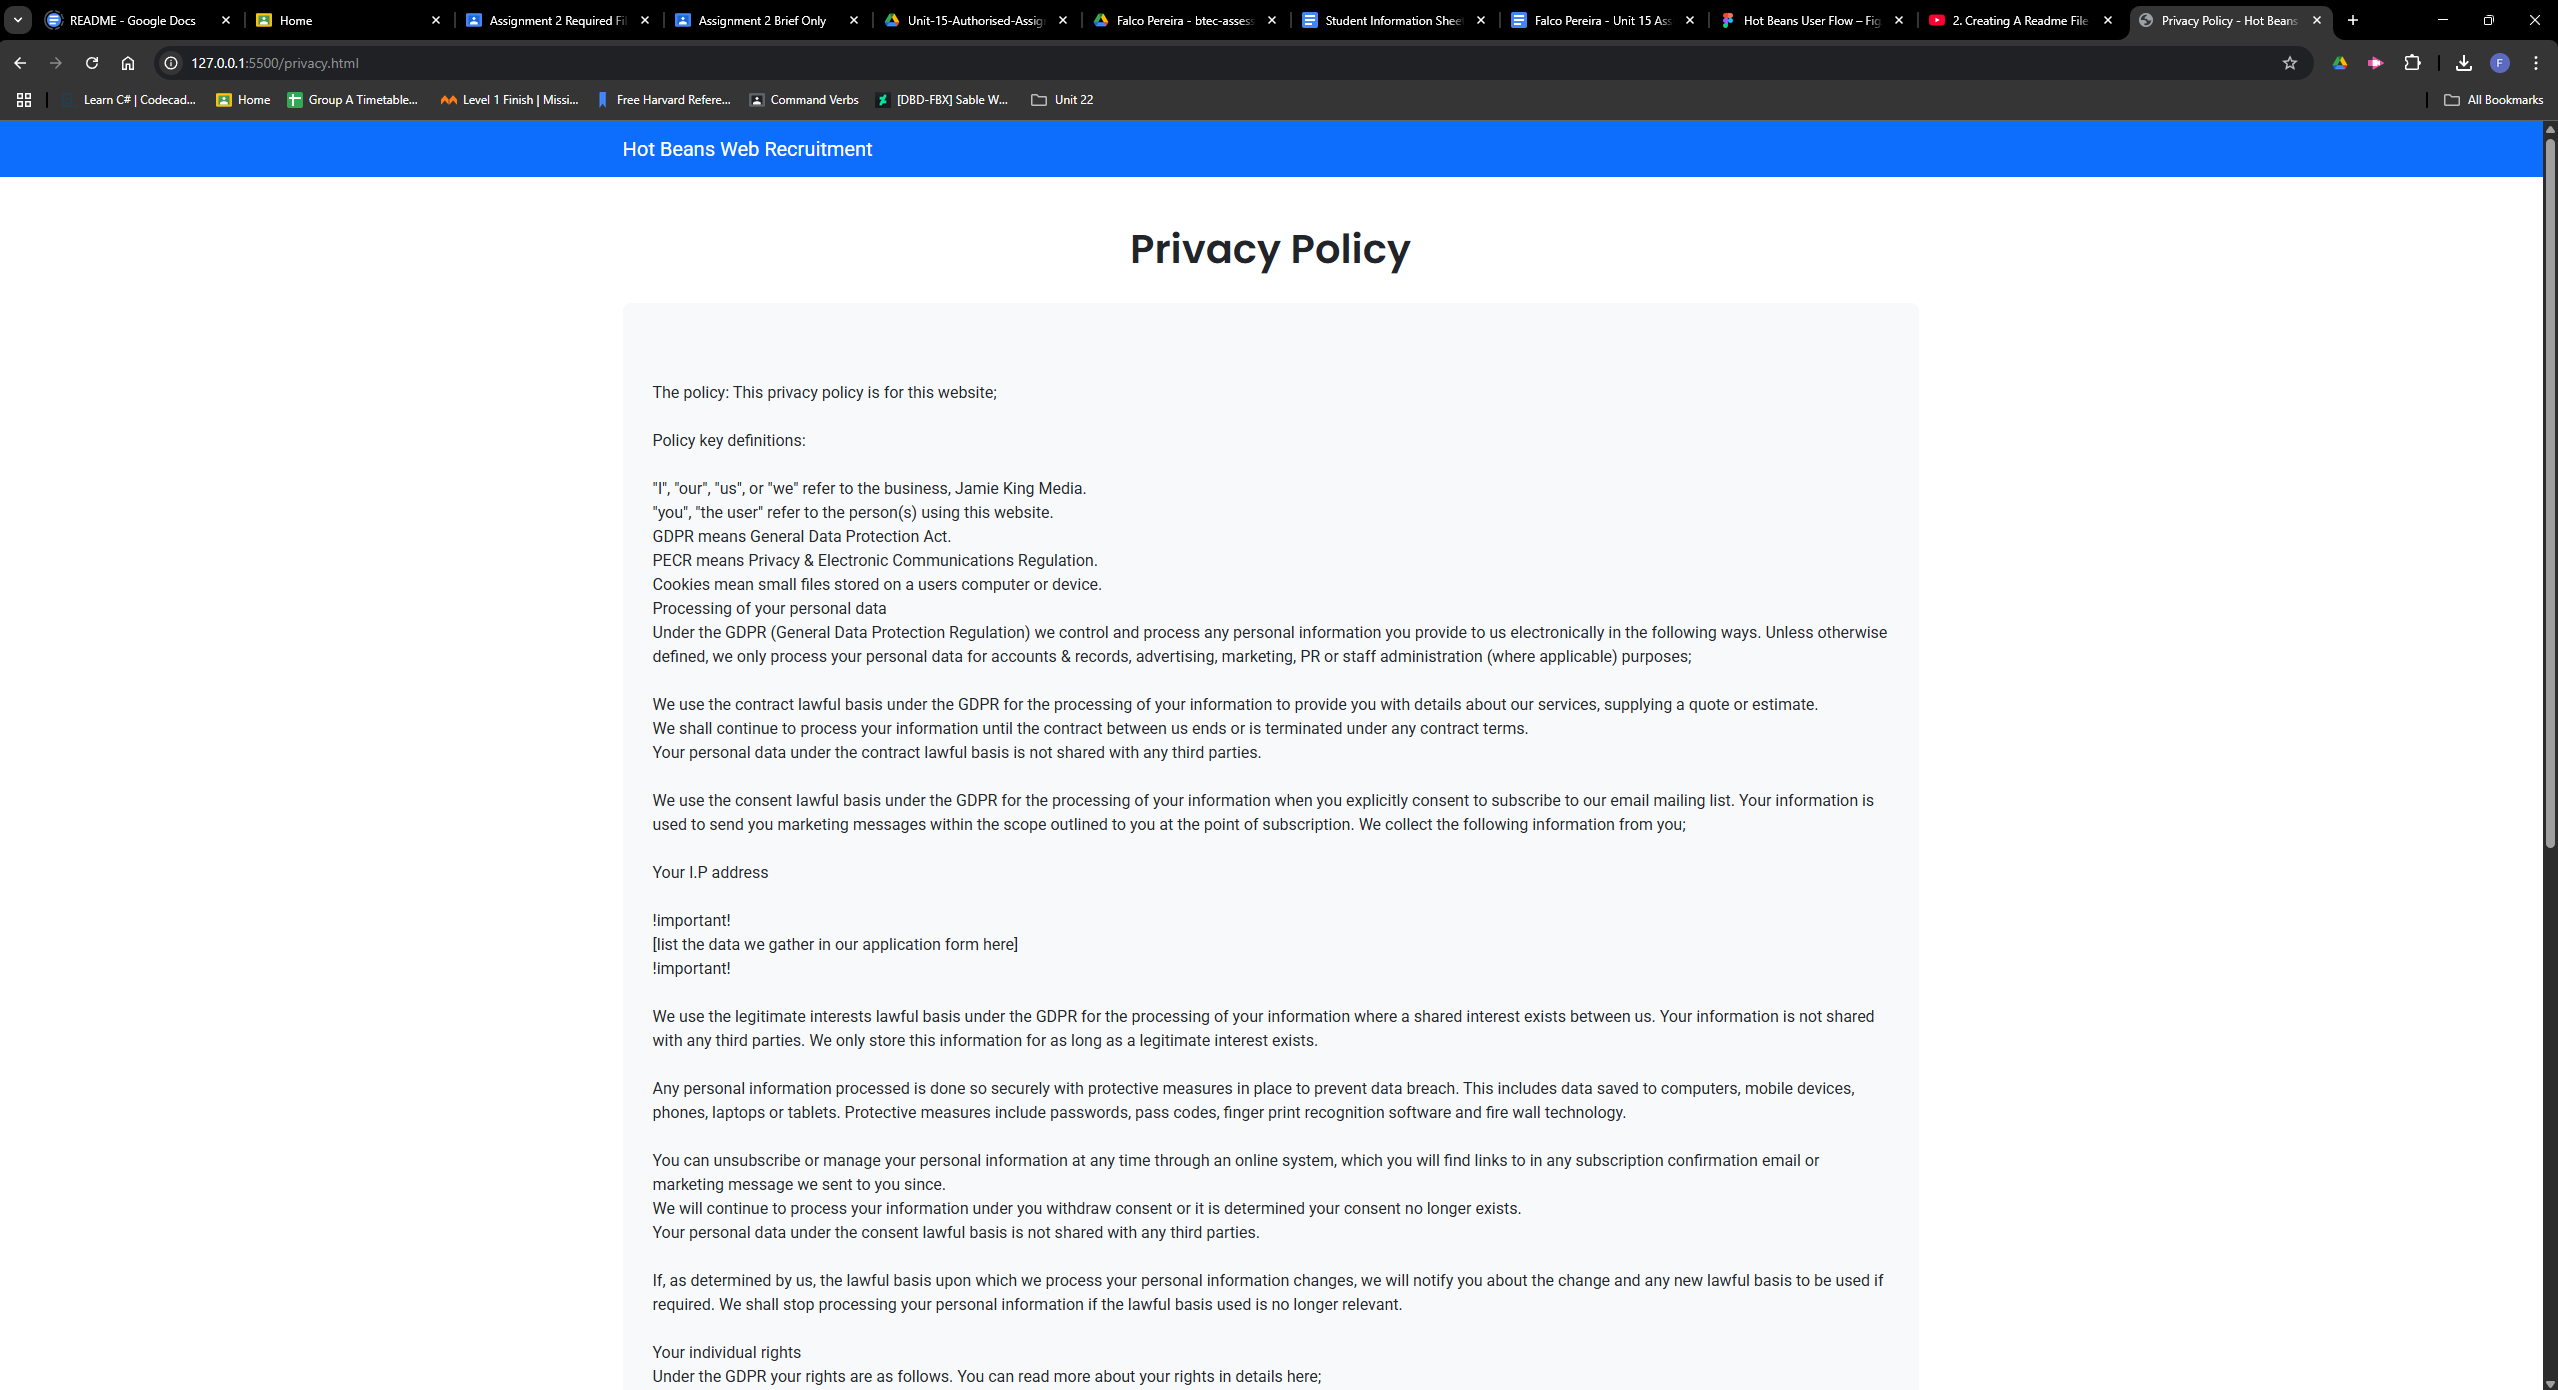 README - Google Docs
Home
Assignment 2 Required Fil
Assignment 2 Brief Only
Unit-15-Authorised-Assig
Falco Pereira - btec-assess
Student Information Shee
Falco Pereira - Unit 15 Ass
Hot Beans User Flow – Fig
2. Creating A Readme File
Privacy Policy - Hot Beans
127.0.0.1:5500/privacy.html
F
Learn C# | Codecad...
Home
Group A Timetable...
Level 1 Finish | Missi...
Free Harvard Refere...
Command Verbs
[DBD-FBX] Sable W...
Unit 22
All Bookmarks
Hot Beans Web Recruitment
Privacy Policy
The policy: This privacy policy is for this website;
Policy key definitions:
"I", "our", "us", or "we" refer to the business, Jamie King Media.
"you", "the user" refer to the person(s) using this website.
GDPR means General Data Protection Act.
PECR means Privacy & Electronic Communications Regulation.
Cookies mean small files stored on a users computer or device.
Processing of your personal data
Under the GDPR (General Data Protection Regulation) we control and process any personal information you provide to us electronically in the following ways. Unless otherwise
defined, we only process your personal data for accounts & records, advertising, marketing, PR or staff administration (where applicable) purposes;
We use the contract lawful basis under the GDPR for the processing of your information to provide you with details about our services, supplying a quote or estimate.
We shall continue to process your information until the contract between us ends or is terminated under any contract terms.
Your personal data under the contract lawful basis is not shared with any third parties.
We use the consent lawful basis under the GDPR for the processing of your information when you explicitly consent to subscribe to our email mailing list. Your information is
used to send you marketing messages within the scope outlined to you at the point of subscription. We collect the following information from you;
Your I.P address
!important!
[list the data we gather in our application form here]
!important!
We use the legitimate interests lawful basis under the GDPR for the processing of your information where a shared interest exists between us. Your information is not shared
with any third parties. We only store this information for as long as a legitimate interest exists.
Any personal information processed is done so securely with protective measures in place to prevent data breach. This includes data saved to computers, mobile devices,
phones, laptops or tablets. Protective measures include passwords, pass codes, finger print recognition software and fire wall technology.
You can unsubscribe or manage your personal information at any time through an online system, which you will find links to in any subscription confirmation email or
marketing message we sent to you since.
We will continue to process your information under you withdraw consent or it is determined your consent no longer exists.
Your personal data under the consent lawful basis is not shared with any third parties.
If, as determined by us, the lawful basis upon which we process your personal information changes, we will notify you about the change and any new lawful basis to be used if
required. We shall stop processing your personal information if the lawful basis used is no longer relevant.
Your individual rights
Under the GDPR your rights are as follows. You can read more about your rights in details here;